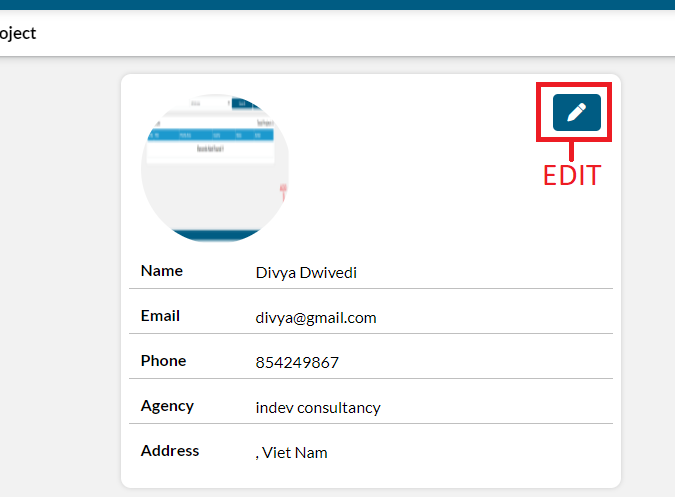 oject
EDIT
Name Divya Dwivedi
Email divya@gmail.com
Phone 854249867
Agency indev consultancy
Address , Viet Nam